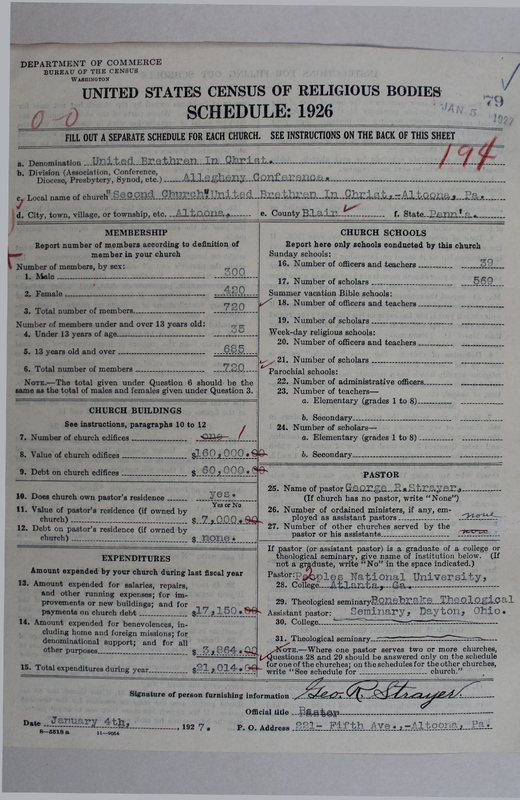 DEPARTMENT OF COMMERCE
BUREAU OF THE CENSUS
WASHINGTON
UNITED STATES CENSUS OF RELIGIOUS BODIES
SCHEDULE: 1926
79
JAN 5 1927
0-0
FILL OUT A SEPARATE SCHEDULE FOR EACH CHURCH. SEE INSTRUCTIONS ON THE BACK OF THIS SHEET
194
a. Denomination United Brethren In Christ.
b. Division (Association, Conference, Diocese, Presbytery, Synod, etc.) Allegheny Conference.
c. Local name of church "Second Church" United Brethren In Christ,-Altoona, Pa.
d. City, town, village, or township, etc. Altoona, e. County Blair f. State Penn'a.
MEMBERSHIP
Report number of members according to definition of
member in your church
Number of members, by sex:
1. Male 300
2. Female 420
3. Total number of members 720
Number of members under and over 13 years old:
4. Under 13 years of age 35
5. 13 years old and over 685
6. Total number of members 720
NOTE.—The total given under Question 6 should be the
same as the total of males and females given under Question 3.
CHURCH BUILDINGS
See instructions, paragraphs 10 to 12
7. Number of church edifices one 1
8. Value of church edifices $160,000.00
9. Debt on church edifices $ 60,000.00
10. Does church own pastor's residence yes.
Yes or No
11. Value of pastor's residence (if owned by
church) $ 7,000.00
12. Debt on pastor's residence (if owned by
church) $ none.
EXPENDITURES
Amount expended by church during last fiscal year
13. Amount expended for salaries, repairs,
and other running expenses; for im-
provements or new buildings; and for
payments on church debt $17,150.00
14. Amount expended for benevolences, in-
cluding home and foreign missions; for
denominational support; and for all
other purposes $ 3,864.00
15. Total expenditures during year $21,014.00
CHURCH SCHOOLS
Report here only schools conducted by this church
Sunday schools:
16. Number of officers and teachers 39
17. Number of scholars 569
Summer vacation Bible schools:
18. Number of officers and teachers
19. Number of scholars
Week-day religious schools:
20. Number of officers and teachers
21. Number of scholars
Parochial schools:
22. Number of administrative officers
23. Number of teachers—
a. Elementary (grades 1 to 8)
b. Secondary
24. Number of scholars—
a. Elementary (grades 1 to 8)
b. Secondary
PASTOR
25. Name of pastor George R. Strayer,
(If church has no pastor, write "None")
26. Number of ordained ministers, if any, em-
ployed as assistant pastors none
27. Number of other churches served by the
pastor or his assistants
If pastor (or assistant pastor) is a graduate of a college or
theological seminary, give name of institution below. (If
not a graduate, write "No" in the space indicated.)
Pastor: Peoples National University,
28. College Atlanta, Ga.
29. Theological seminary Bonebrake Theological
Assistant pastor: Seminary, Dayton, Ohio.
30. College
31. Theological seminary
NOTE.—Where one pastor serves two or more churches,
Questions 28 and 29 should be answered only on the schedule
for one of the churches; on the schedules for the other churches,
write "See schedule for church."
Signature of person furnishing information Geo. R. Strayer
Official title Pastor
Date January 4th, 1927. P. O. Address 221- Fifth Ave.,-Altoona, Pa.
8-5518 a 11-9024